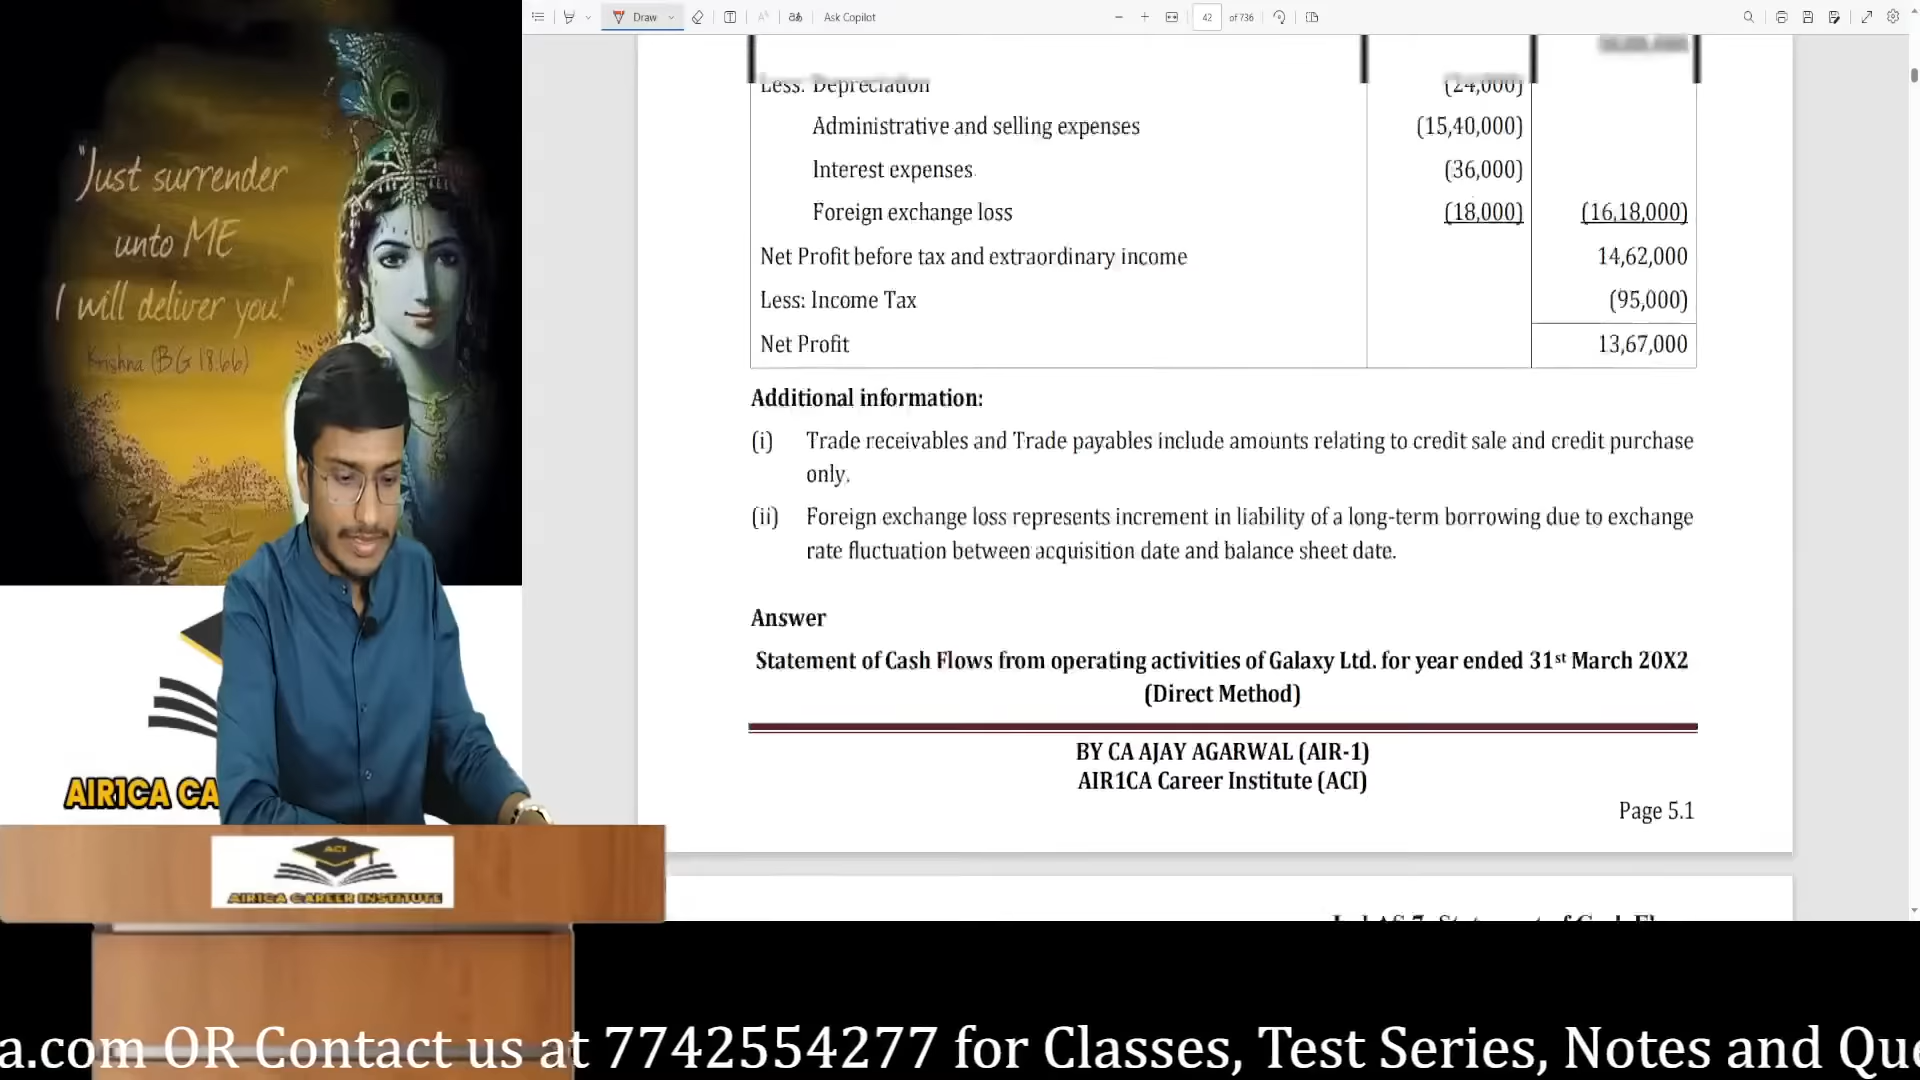 "Just surrender
unto ME
I will deliver you!"
Krishna (BG 18.66)
AIR1CA CA
ACI
AIR1CA CAREER INSTITUTE
Draw
Ask Copilot
42
of 736
Less: Depreciation (24,000)
Administrative and selling expenses (15,40,000)
Interest expenses (36,000)
Foreign exchange loss (18,000) (16,18,000)
Net Profit before tax and extraordinary income 14,62,000
Less: Income Tax (95,000)
Net Profit 13,67,000
Additional information:
(i) Trade receivables and Trade payables include amounts relating to credit sale and credit purchase
only.
(ii) Foreign exchange loss represents increment in liability of a long-term borrowing due to exchange
rate fluctuation between acquisition date and balance sheet date.
Answer
Statement of Cash Flows from operating activities of Galaxy Ltd. for year ended 31st March 20X2
(Direct Method)
BY CA AJAY AGARWAL (AIR-1)
AIR1CA Career Institute (ACI)
Page 5.1
a.com OR Contact us at 7742554277 for Classes, Test Series, Notes and Que